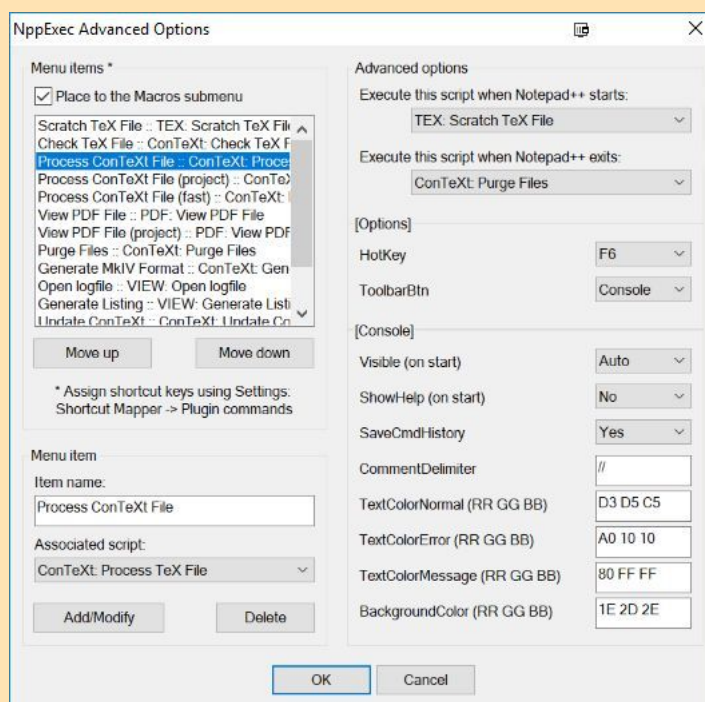 NppExec Advanced Options
Menu items *
Place to the Macros submenu
Scratch TeX File :: TEX: Scratch TeX File
Check TeX File :: ConTeXt: Check TeX F
Process ConTeXt File :: ConTeXt: Proces
Process ConTeXt File (project) :: ConTeX
Process ConTeXt File (fast) :: ConTeXt:
View PDF File :: PDF: View PDF File
View PDF File (project) :: PDF: View PDF
Purge Files :: ConTeXt: Purge Files
Generate MkIV Format :: ConTeXt: Gen
Open logfile :: VIEW: Open logfile
Generate Listing :: VIEW: Generate Listi
Update ConTeXt :: ConTeXt: Update Co
Move up
Move down
* Assign shortcut keys using Settings:
Shortcut Mapper -> Plugin commands
Menu item
Item name:
Process ConTeXt File
Associated script:
ConTeXt: Process TeX File
Add/Modify
Delete
Advanced options
Execute this script when Notepad++ starts:
TEX: Scratch TeX File
Execute this script when Notepad++ exits:
ConTeXt: Purge Files
[Options]
HotKey
F6
ToolbarBtn
Console
[Console]
Visible (on start)
Auto
ShowHelp (on start)
No
SaveCmdHistory
Yes
CommentDelimiter
//
TextColorNormal (RR GG BB)
D3 D5 C5
TextColorError (RR GG BB)
A0 10 10
TextColorMessage (RR GG BB)
80 FF FF
BackgroundColor (RR GG BB)
1E 2D 2E
OK
Cancel